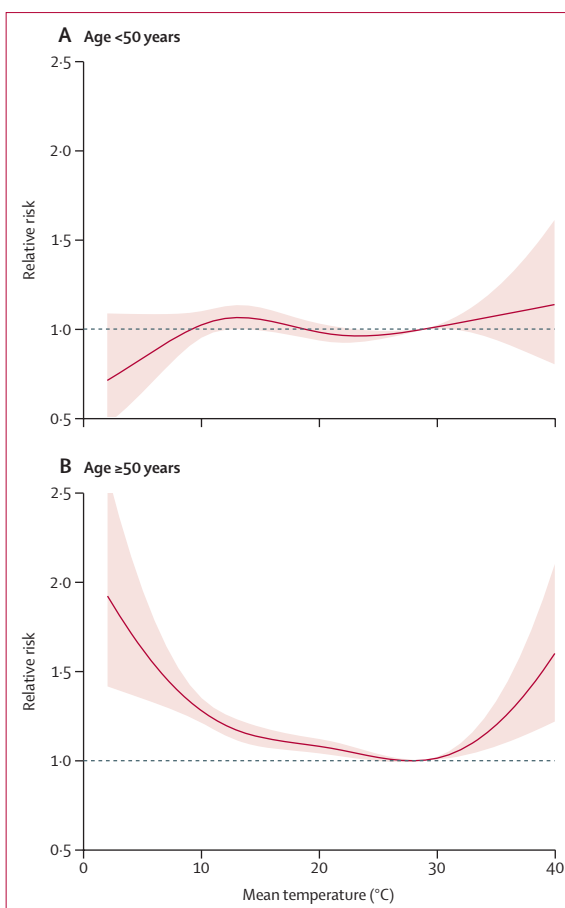 A Age <50 years
2·5
2·0
1·5
1·0
0·5
Relative risk
B Age ≥50 years
2·5
2·0
1·5
1·0
0·5
Relative risk
0 10 20 30 40
Mean temperature (°C)